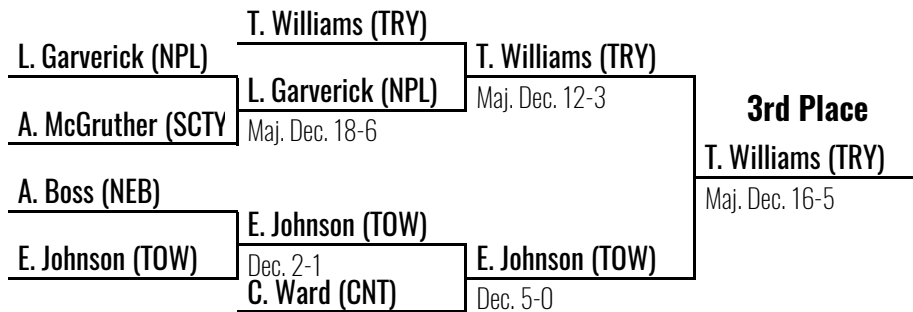 T. Williams (TRY)
L. Garverick (NPL)
T. Williams (TRY)
L. Garverick (NPL)
Maj. Dec. 12-3
3rd Place
A. McGruther (SCTY
Maj. Dec. 18-6
T. Williams (TRY)
A. Boss (NEB)
Maj. Dec. 16-5
E. Johnson (TOW)
E. Johnson (TOW)
Dec. 2-1
E. Johnson (TOW)
C. Ward (CNT)
Dec. 5-0